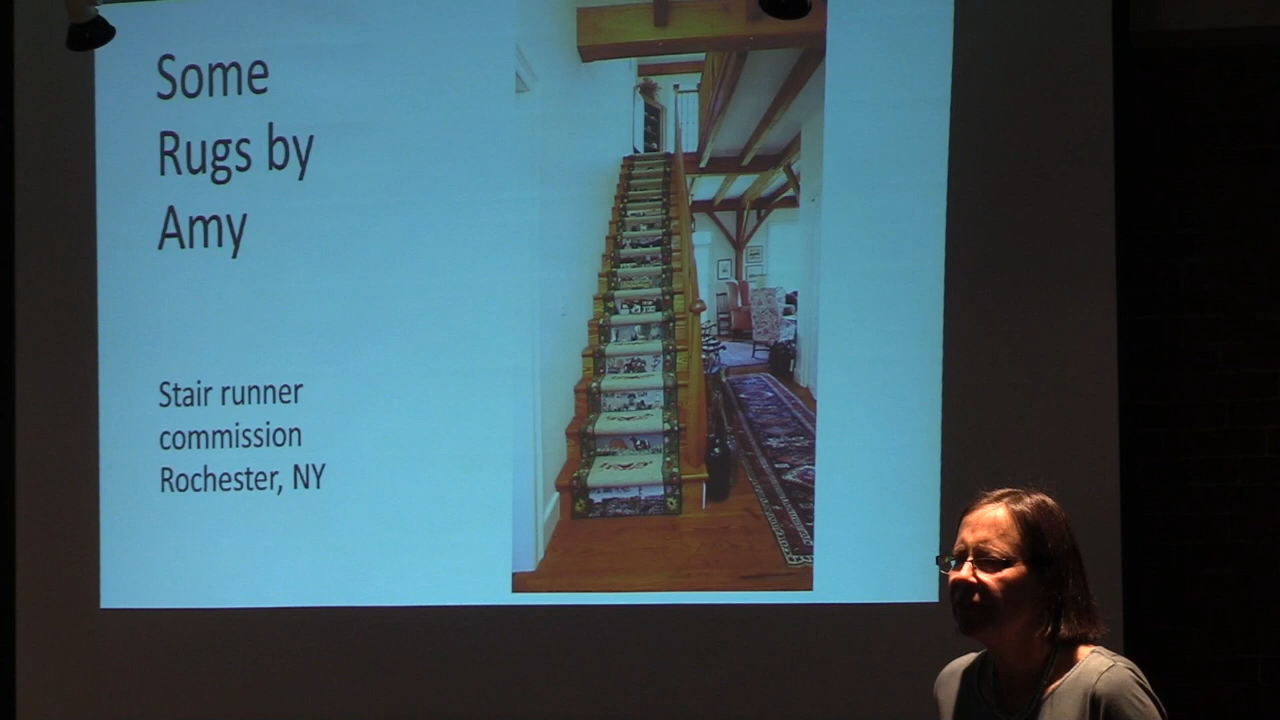 Some
Rugs by
Amy
Stair runner
commission
Rochester, NY